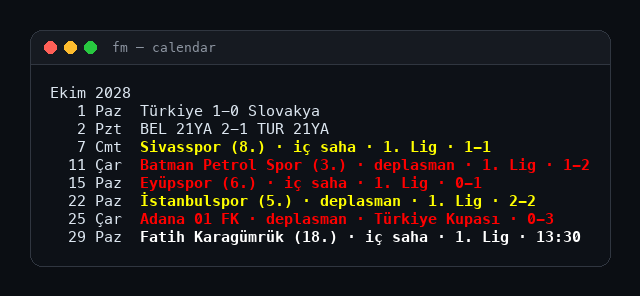 fm — calendar
Ekim 2028
1 Paz Türkiye 1–0 Slovakya
2 Pzt BEL 21YA 2–1 TUR 21YA
7 Cmt Sivasspor (8.) · iç saha · 1. Lig · 1–1
11 Çar Batman Petrol Spor (3.) · deplasman · 1. Lig · 1–2
15 Paz Eyüpspor (6.) · iç saha · 1. Lig · 0–1
22 Paz İstanbulspor (5.) · deplasman · 1. Lig · 2–2
25 Çar Adana 01 FK · deplasman · Türkiye Kupası · 0–3
29 Paz Fatih Karagümrük (18.) · iç saha · 1. Lig · 13:30